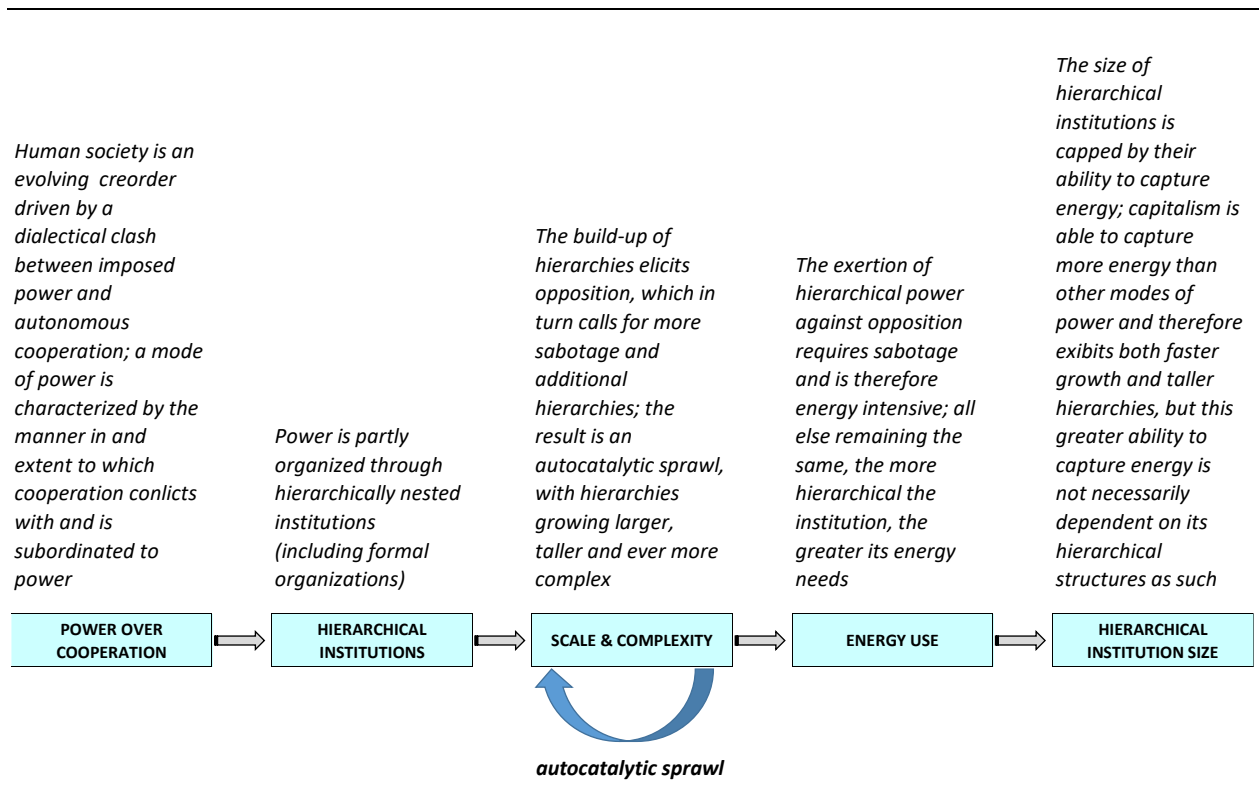 Human society is an
evolving creorder
driven by a
dialectical clash
between imposed
power and
autonomous
cooperation; a mode
of power is
characterized by the
manner in and
extent to which
cooperation conlicts
with and is
subordinated to
power
POWER OVER
COOPERATION
Power is partly
organized through
hierarchically nested
institutions
(including formal
organizations)
HIERARCHICAL
INSTITUTIONS
The build-up of
hierarchies elicits
opposition, which in
turn calls for more
sabotage and
additional
hierarchies; the
result is an
autocatalytic sprawl,
with hierarchies
growing larger,
taller and ever more
complex
SCALE & COMPLEXITY
autocatalytic sprawl
The exertion of
hierarchical power
against opposition
requires sabotage
and is therefore
energy intensive; all
else remaining the
same, the more
hierarchical the
institution, the
greater its energy
needs
ENERGY USE
The size of
hierarchical
institutions is
capped by their
ability to capture
energy; capitalism is
able to capture
more energy than
other modes of
power and therefore
exibits both faster
growth and taller
hierarchies, but this
greater ability to
capture energy is
not necessarily
dependent on its
hierarchical
structures as such
HIERARCHICAL
INSTITUTION SIZE